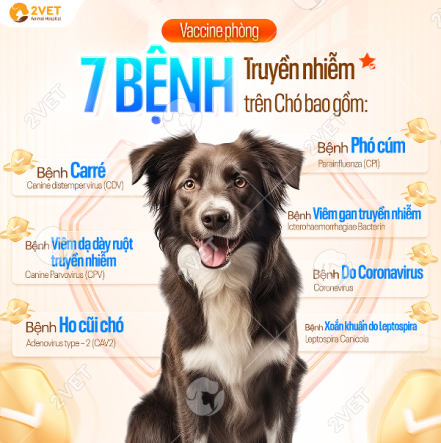 2VET
Animal Hospital
Vaccine phòng
7 BỆNH
Truyền nhiễm
trên Chó bao gồm:
Bệnh Carré
Canine distemper virus (CDV)
Bệnh Viêm dạ dày ruột
truyền nhiễm
Canine Parvovirus (CPV)
Bệnh Ho cũi chó
Adenovirus type - 2 (CAV2)
Bệnh Phó cúm
Parainfluenza (CPI)
Bệnh Viêm gan truyền nhiễm
Icterohaemorrhagiae Bacterin
Bệnh Do Coronavirus
Coronavirus
Bệnh Xoắn khuẩn do Leptospira
Leptospira Canicola
2VET
2VET
2VET
2VET